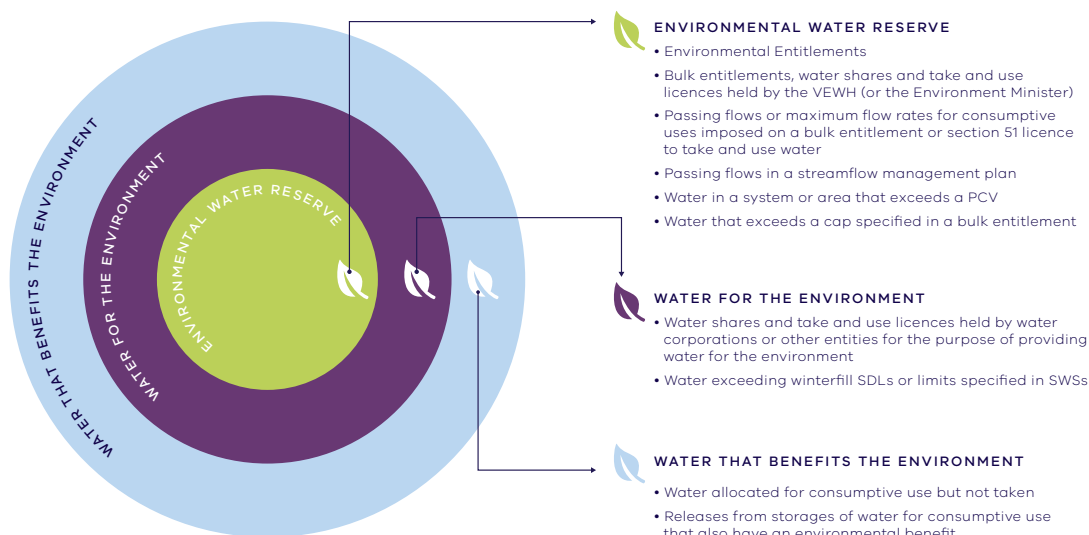 WATER THAT BENEFITS THE ENVIRONMENT
WATER FOR THE ENVIRONMENT
ENVIRONMENTAL WATER RESERVE
ENVIRONMENTAL WATER RESERVE
• Environmental Entitlements
• Bulk entitlements, water shares and take and use
licences held by the VEWH (or the Environment Minister)
• Passing flows or maximum flow rates for consumptive
uses imposed on a bulk entitlement or section 51 licence
to take and use water
• Passing flows in a streamflow management plan
• Water in a system or area that exceeds a PCV
• Water that exceeds a cap specified in a bulk entitlement
WATER FOR THE ENVIRONMENT
• Water shares and take and use licences held by water
corporations or other entities for the purpose of providing
water for the environment
• Water exceeding winterfill SDLs or limits specified in SWSs
WATER THAT BENEFITS THE ENVIRONMENT
• Water allocated for consumptive use but not taken
• Releases from storages of water for consumptive use
that also have an environmental benefit